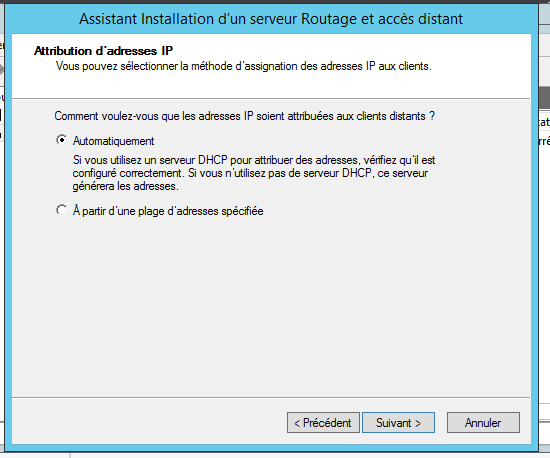 Assistant Installation d'un serveur Routage et accès distant
Attribution d'adresses IP
Vous pouvez sélectionner la méthode d'assignation des adresses IP aux clients.
Comment voulez-vous que les adresses IP soient attribuées aux clients distants ?
Automatiquement
Si vous utilisez un serveur DHCP pour attribuer des adresses, vérifiez qu'il est
configuré correctement. Si vous n'utilisez pas de serveur DHCP, ce serveur
générera les adresses.
À partir d'une plage d'adresses spécifiée
< Précédent
Suivant >
Annuler